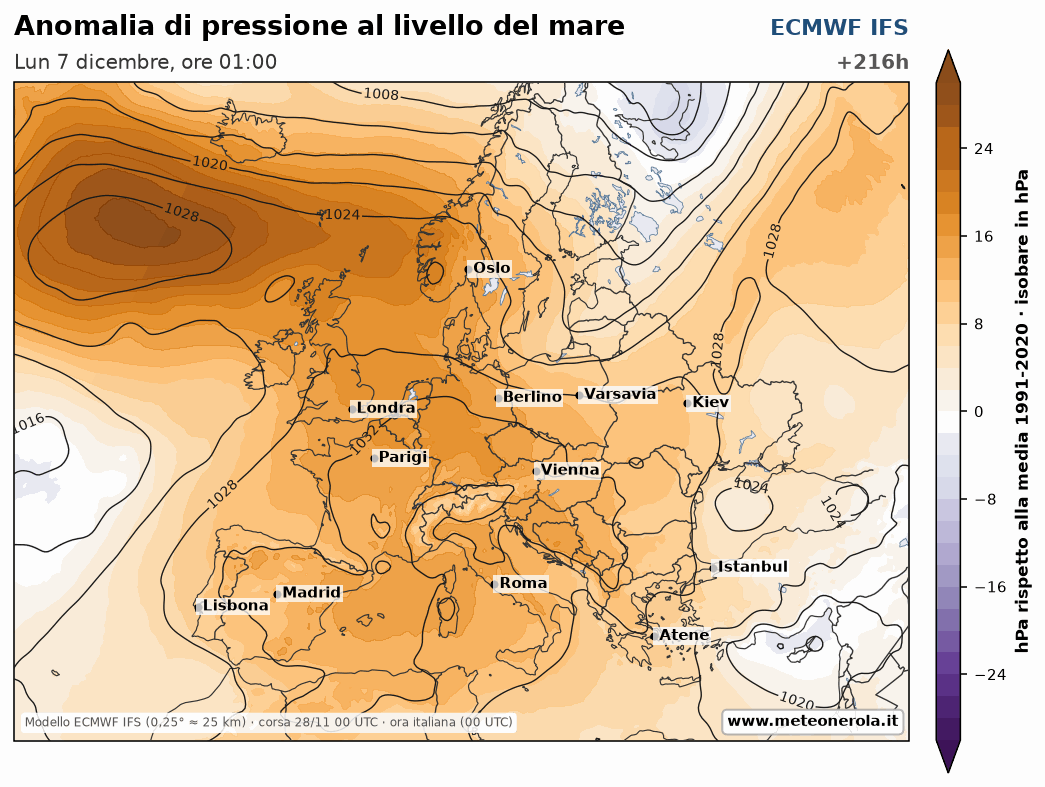 Anomalia di pressione al livello del mare
ECMWF IFS
Lun 7 dicembre, ore 01:00
+216h
1008
1020
1028
1024
1028
1028
Oslo
1016
Londra
Berlino
Varsavia
Kiev
1032
Parigi
Vienna
1028
1024
1024
Madrid
Lisbona
Roma
Istanbul
Atene
1020
Modello ECMWF IFS (0,25° ≈ 25 km) · corsa 28/11 00 UTC · ora italiana (00 UTC)
www.meteonerola.it
24
16
8
0
−8
−16
−24
hPa rispetto alla media 1991-2020 · isobare in hPa